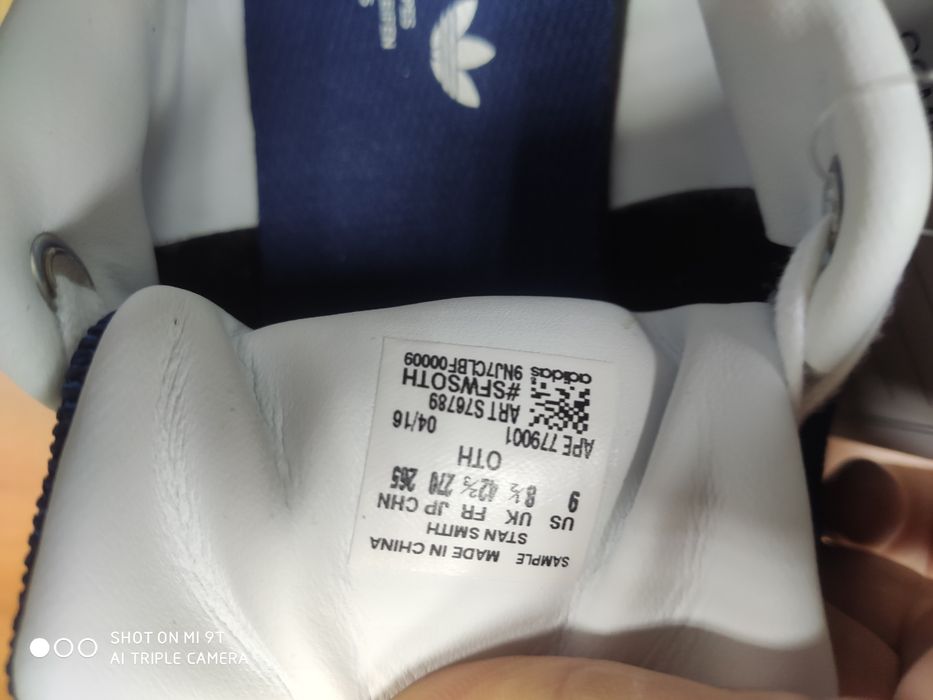 SAMPLE MADE IN CHINA
STAN SMITH
US UK FR JP CHN
9 8½ 42⅔ 270 265
OTH
APE 779001 04/16
ART S76789
#SFWSOTH
adidas 9NJ7CLBF00009
SHOT ON MI 9T
AI TRIPLE CAMERA